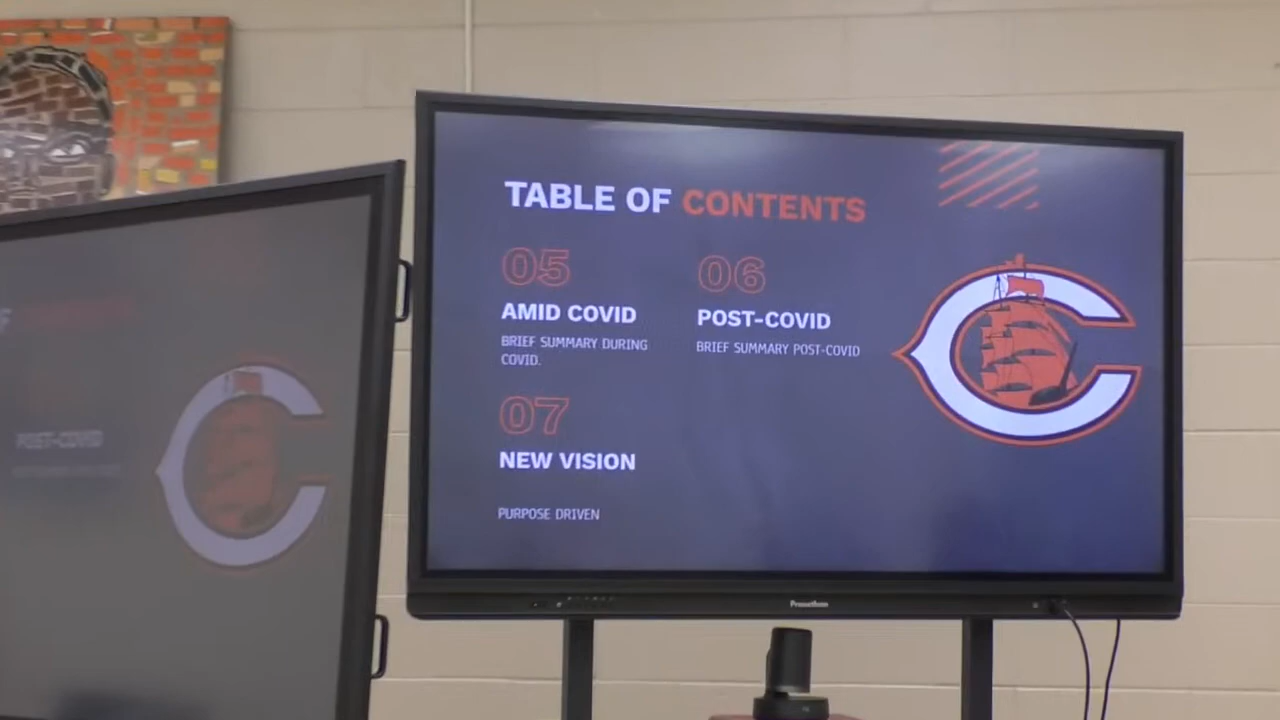 TABLE OF CONTENTS
05
AMID COVID
BRIEF SUMMARY DURING
COVID.
06
POST-COVID
BRIEF SUMMARY POST-COVID
07
NEW VISION
PURPOSE DRIVEN
C
Promethean
POST-COVID
C